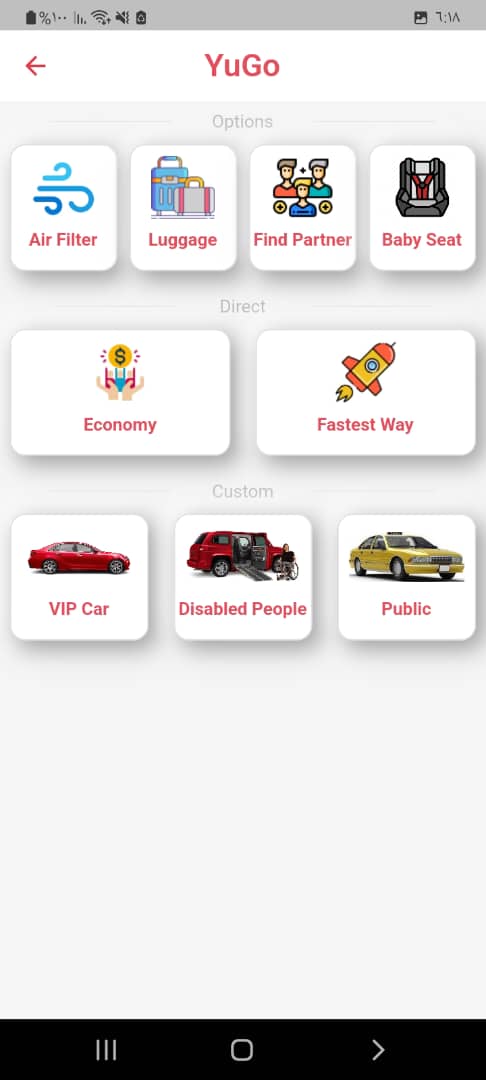 %١٠٠
٦:١٨
YuGo
Options
Air Filter
Luggage
Find Partner
Baby Seat
Direct
Economy
Fastest Way
Custom
VIP Car
Disabled People
Public